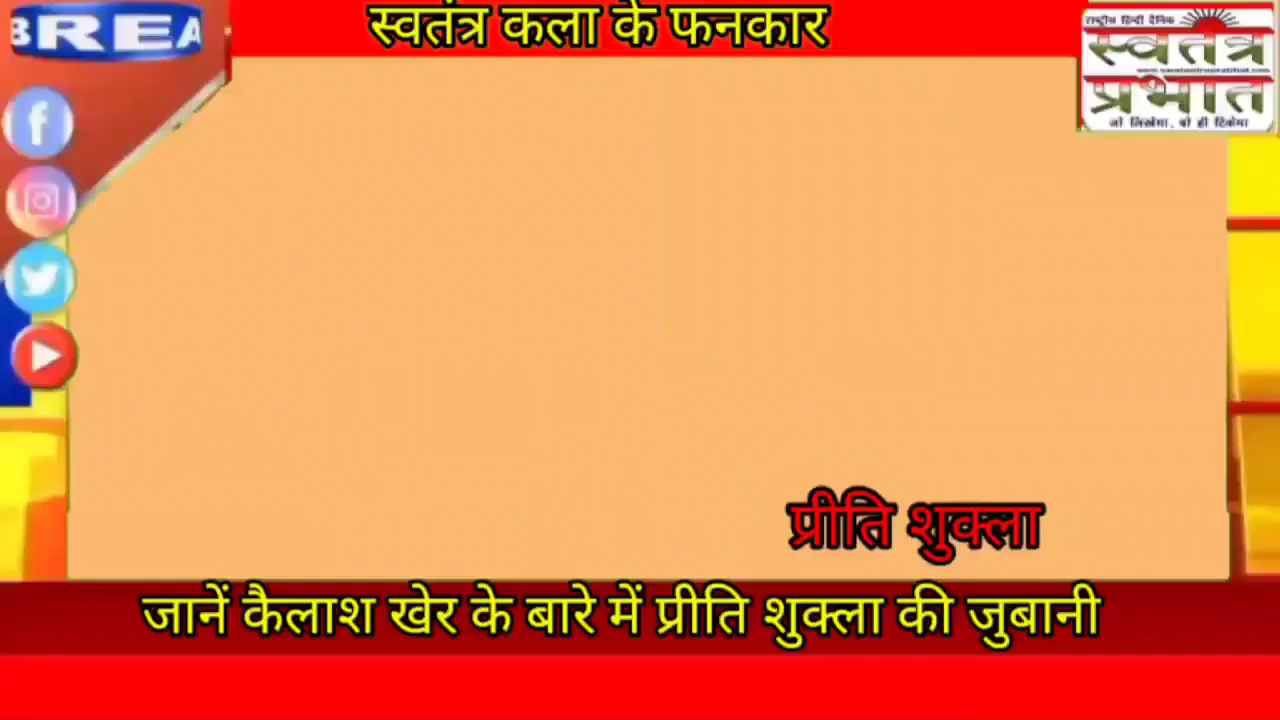 BREA
स्वतंत्र कला के फनकार
राष्ट्रीय हिन्दी दैनिक
स्वतंत्र
प्रभात
जो लिखेगा, वो ही टिकेगा
प्रीति शुक्ला
जानें कैलाश खेर के बारे में प्रीति शुक्ला की जुबानी